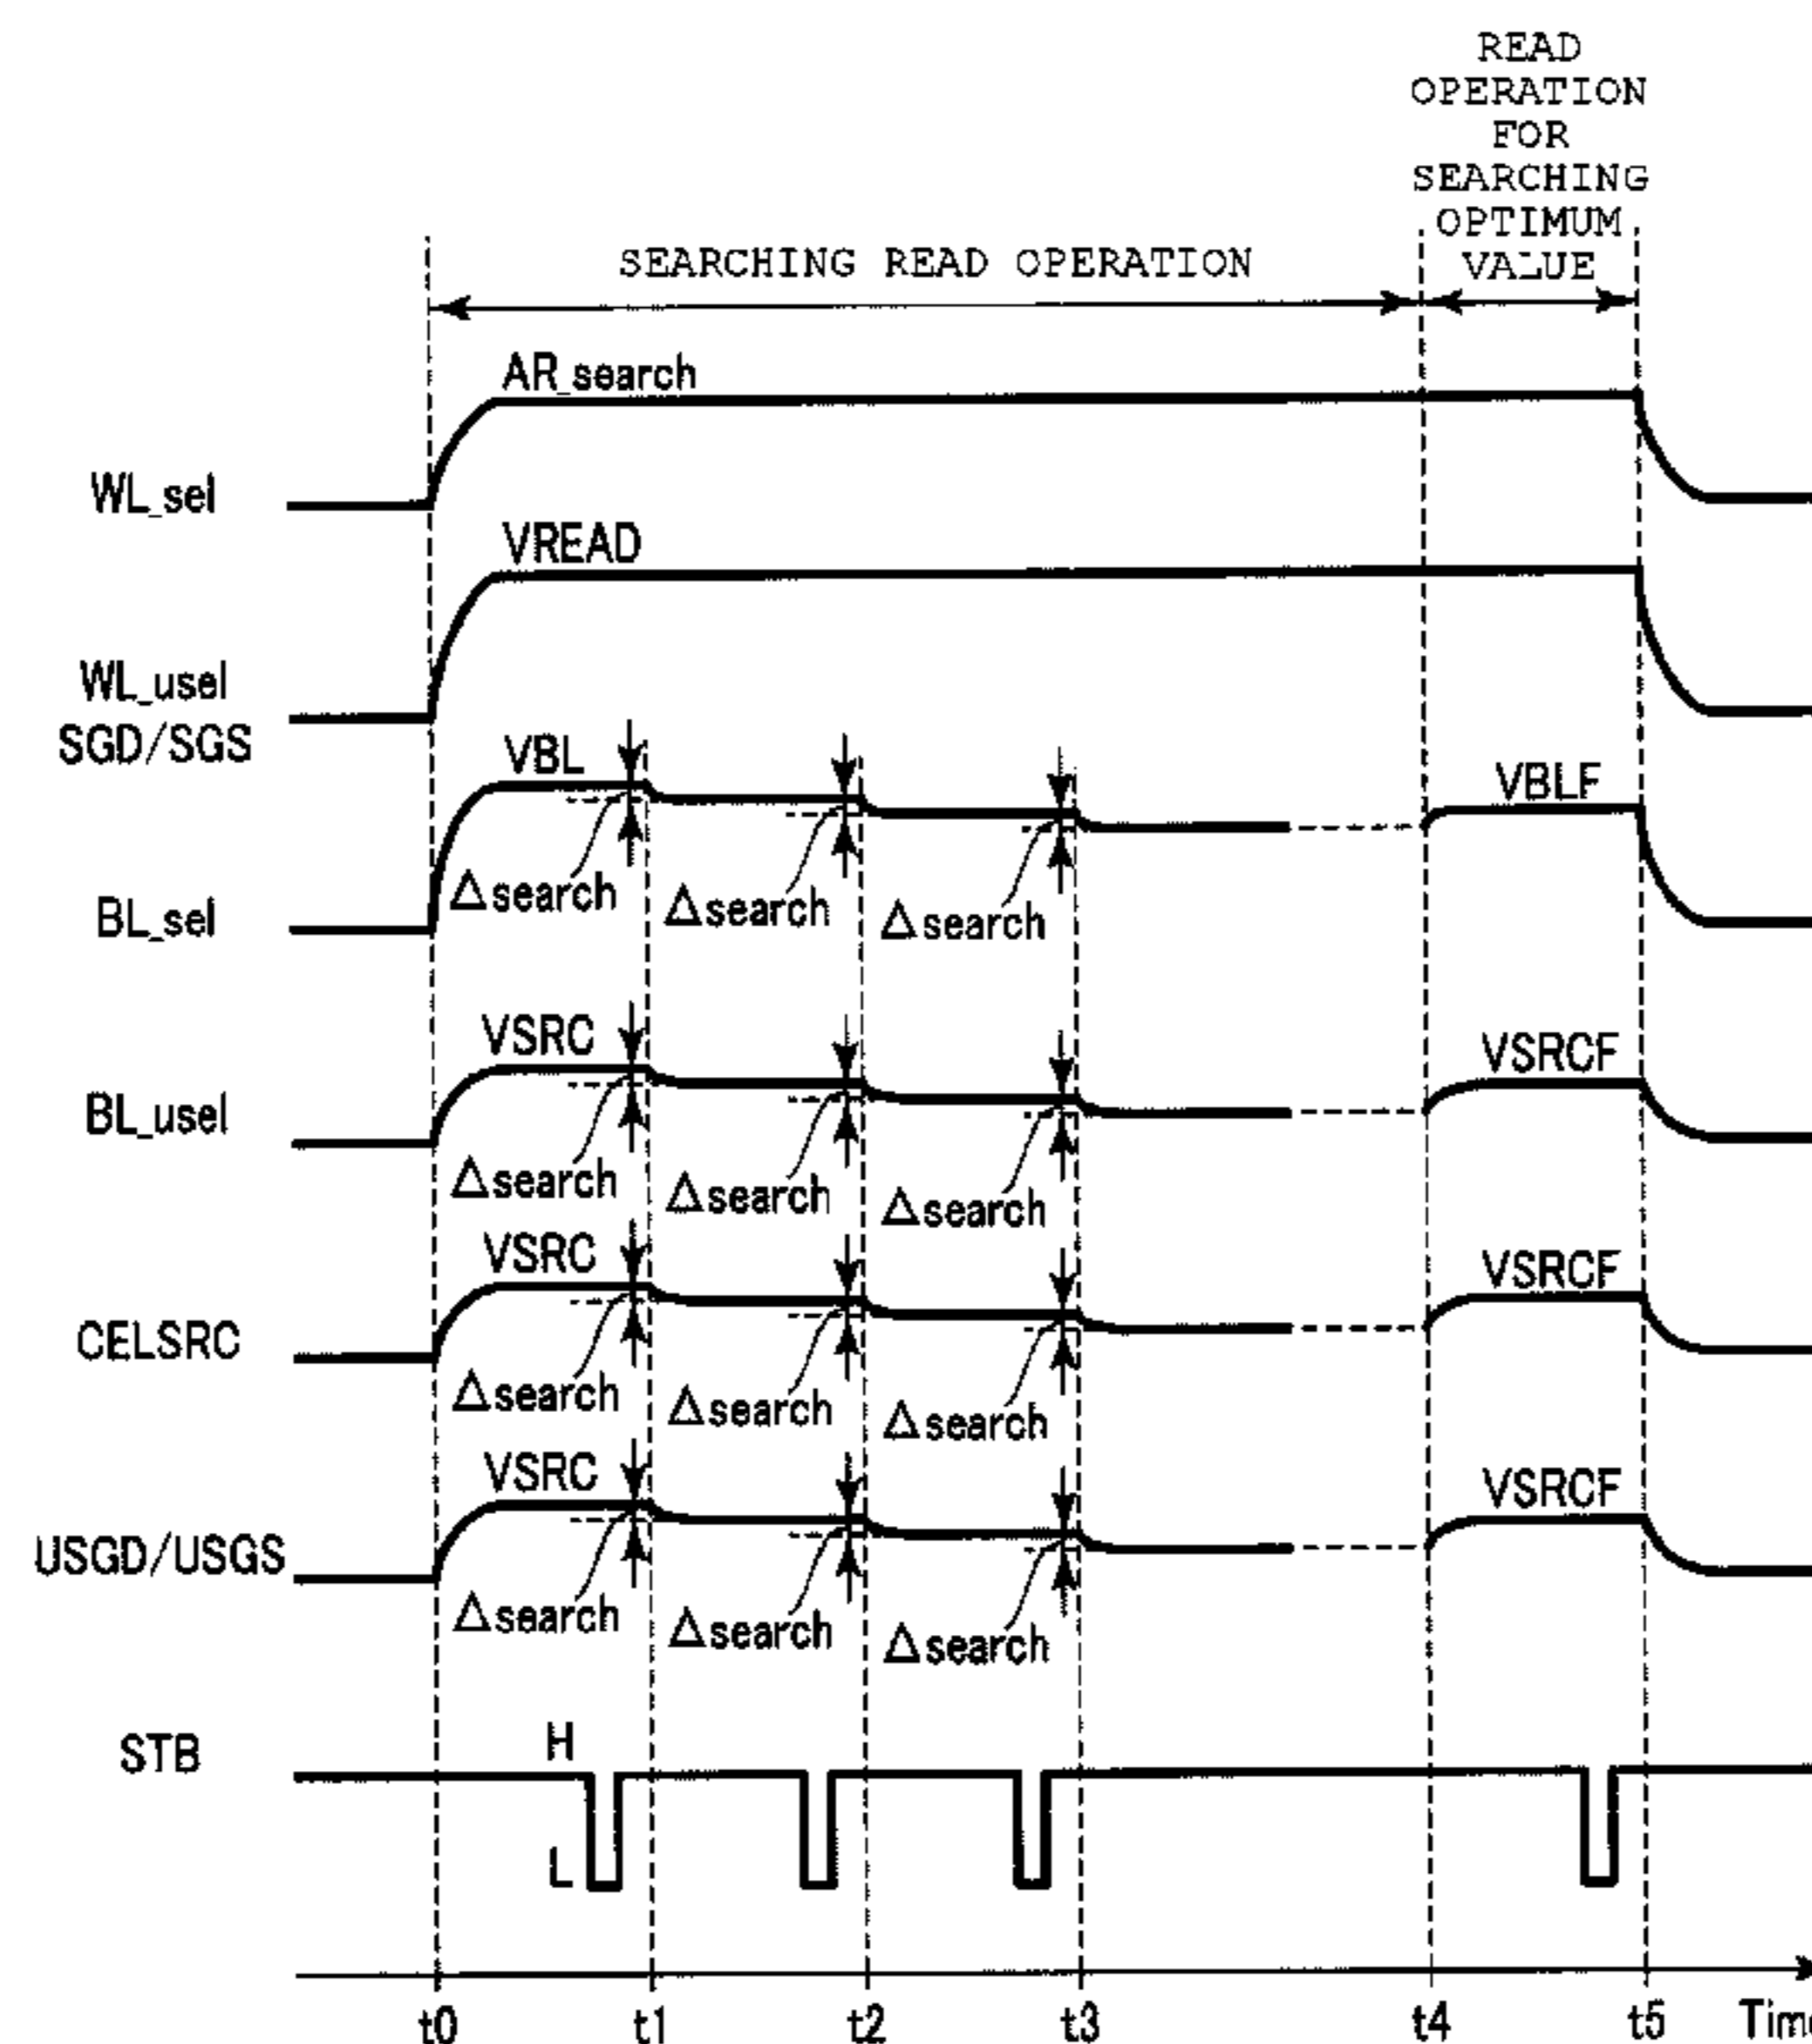 READ
OPERATION
FOR
SEARCHING
OPTIMUM
VALUE
SEARCHING READ OPERATION
AR_search
WL_sel
VREAD
WL_usel
SGD/SGS
VBL
VBLF
Δsearch
Δsearch
Δsearch
BL_sel
VSRC
VSRCF
BL_usel
Δsearch
Δsearch
Δsearch
VSRC
VSRCF
CELSRC
Δsearch
Δsearch
Δsearch
VSRC
VSRCF
USGD/USGS
Δsearch
Δsearch
Δsearch
STB
H
L
t0 t1 t2 t3 t4 t5 Time